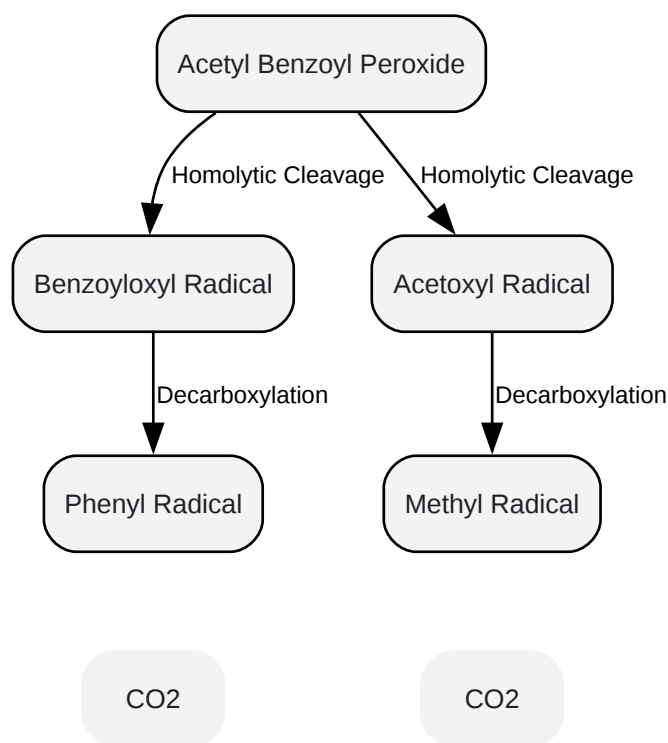 Acetyl Benzoyl Peroxide
Homolytic Cleavage
Homolytic Cleavage
Benzoyloxyl Radical
Acetoxyl Radical
Decarboxylation
Decarboxylation
Phenyl Radical
Methyl Radical
CO2
CO2